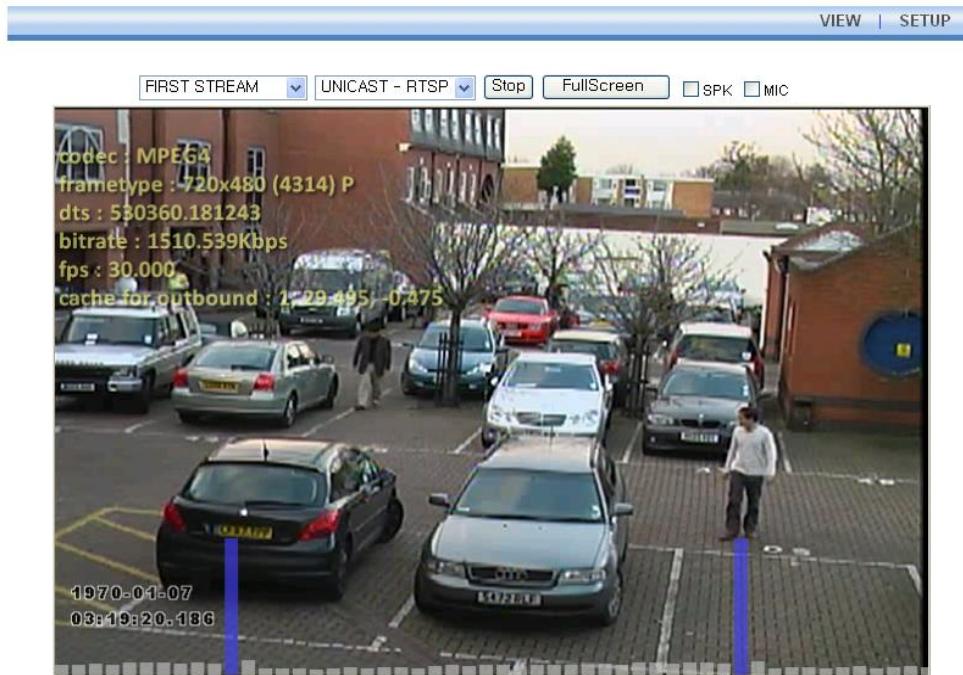 VIEW | SETUP
FIRST STREAM UNICAST - RTSP Stop FullScreen SPK MIC
codec : MPEG4
frametype : 720x480 (4314) P
dts : 530360.181243
bitrate : 1510.539Kbps
fps : 30.000
cache for outbound : 1, 29.495, -0.475
1970-01-07
03:19:20.186